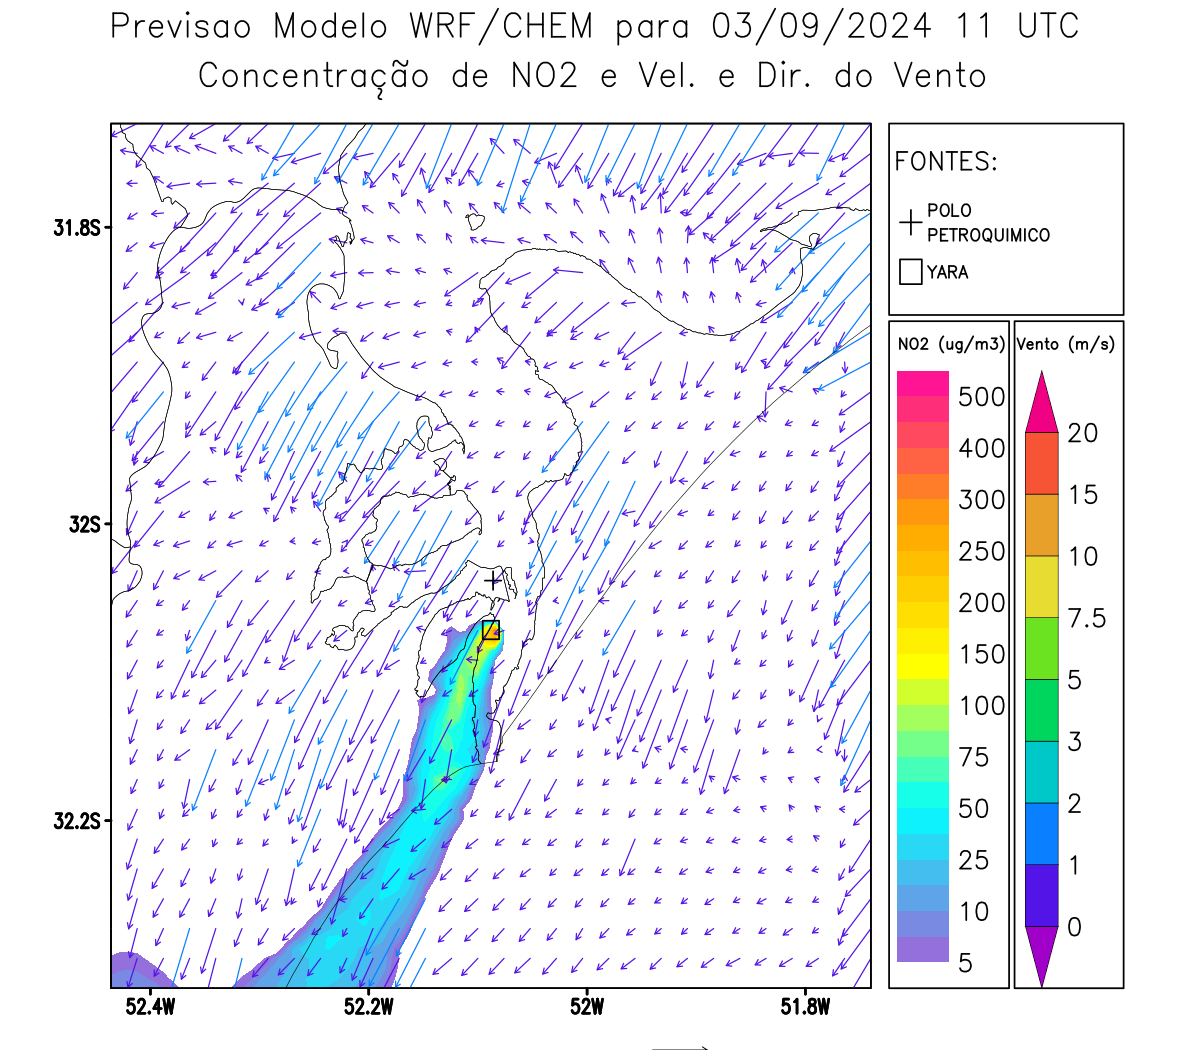 Previsao Modelo WRF/CHEM para 03/09/2024 11 UTC
Concentração de NO2 e Vel. e Dir. do Vento
FONTES:
POLO
PETROQUIMICO
YARA
31.8S
32S
32.2S
52.4W
52.2W
52W
51.8W
NO2 (ug/m3)
500
400
300
250
200
150
100
75
50
25
10
5
Vento (m/s)
20
15
10
7.5
5
3
2
1
0